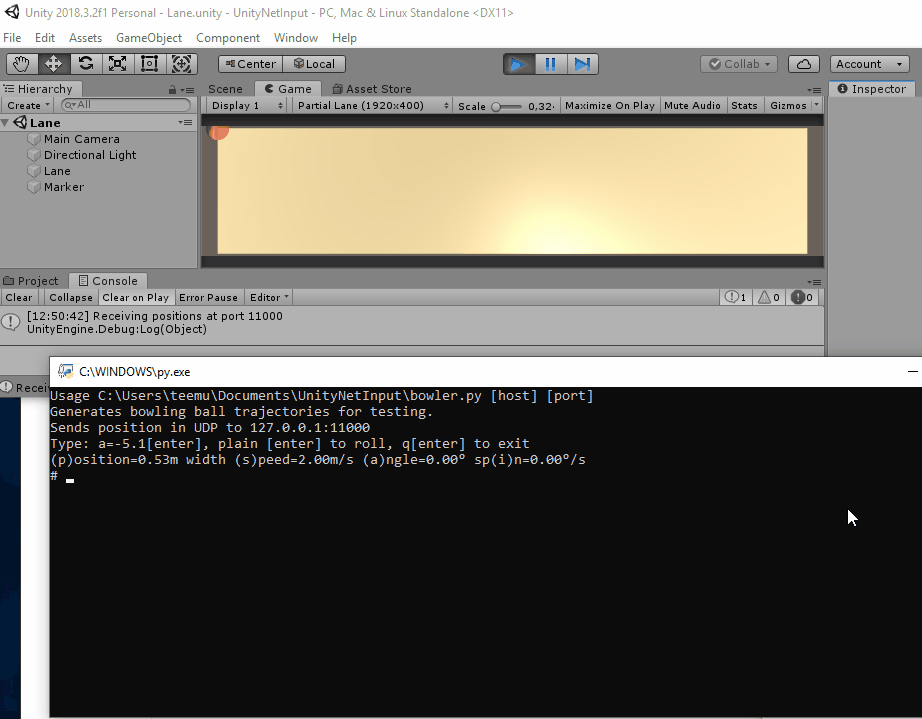 Unity 2018.3.2f1 Personal - Lane.unity - UnityNetInput - PC, Mac & Linux Standalone <DX11>
File Edit Assets GameObject Component Window Help
Center Local Collab Account
Hierarchy Scene Game Asset Store Inspector
Create All Display 1 Partial Lane (1920x400) Scale 0,32 Maximize On Play Mute Audio Stats Gizmos
Lane
Main Camera
Directional Light
Lane
Marker
Project Console
Clear Collapse Clear on Play Error Pause Editor 1 0 0
[12:50:42] Receiving positions at port 11000
UnityEngine.Debug:Log(Object)
C:\WINDOWS\py.exe
Recei
Usage C:\Users\teemu\Documents\UnityNetInput\bowler.py [host] [port]
Generates bowling ball trajectories for testing.
Sends position in UDP to 127.0.0.1:11000
Type: a=-5.1[enter], plain [enter] to roll, q[enter] to exit
(p)osition=0.53m width (s)peed=2.00m/s (a)ngle=0.00º sp(i)n=0.00º/s
#